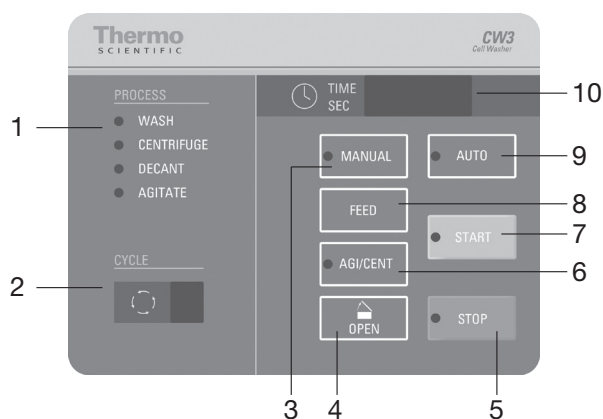 Thermo
SCIENTIFIC
CW3
Cell Washer
PROCESS
WASH
CENTRIFUGE
DECANT
AGITATE
CYCLE
TIME
SEC
MANUAL
AUTO
FEED
START
AGI/CENT
OPEN
STOP
1
2
3
4
5
6
7
8
9
10